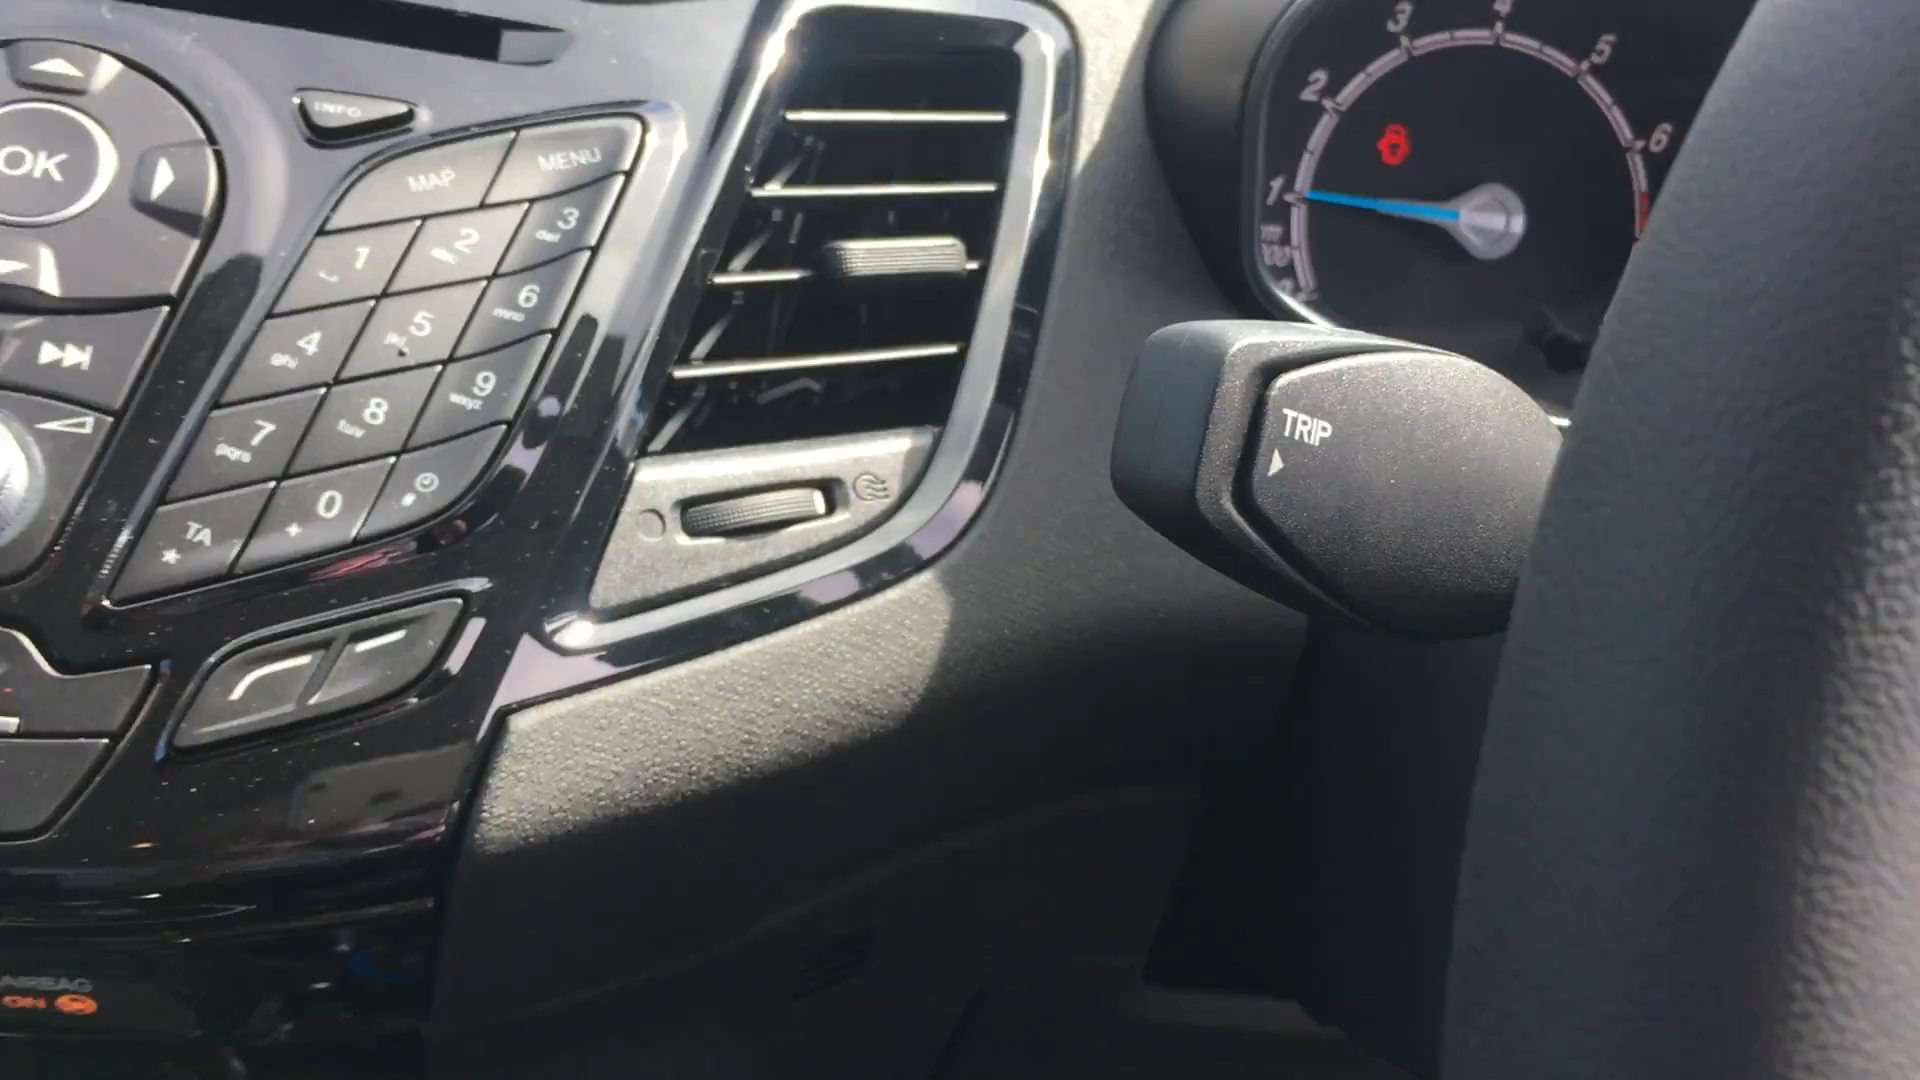 OK
INFO
MAP
MENU
1
2
3
def
4
ghi
5
jkl
6
mno
7
pqrs
8
tuv
9
wxyz
TA
*
0
+
TRIP
1
2
3
4
5
6
AIRBAG
ON